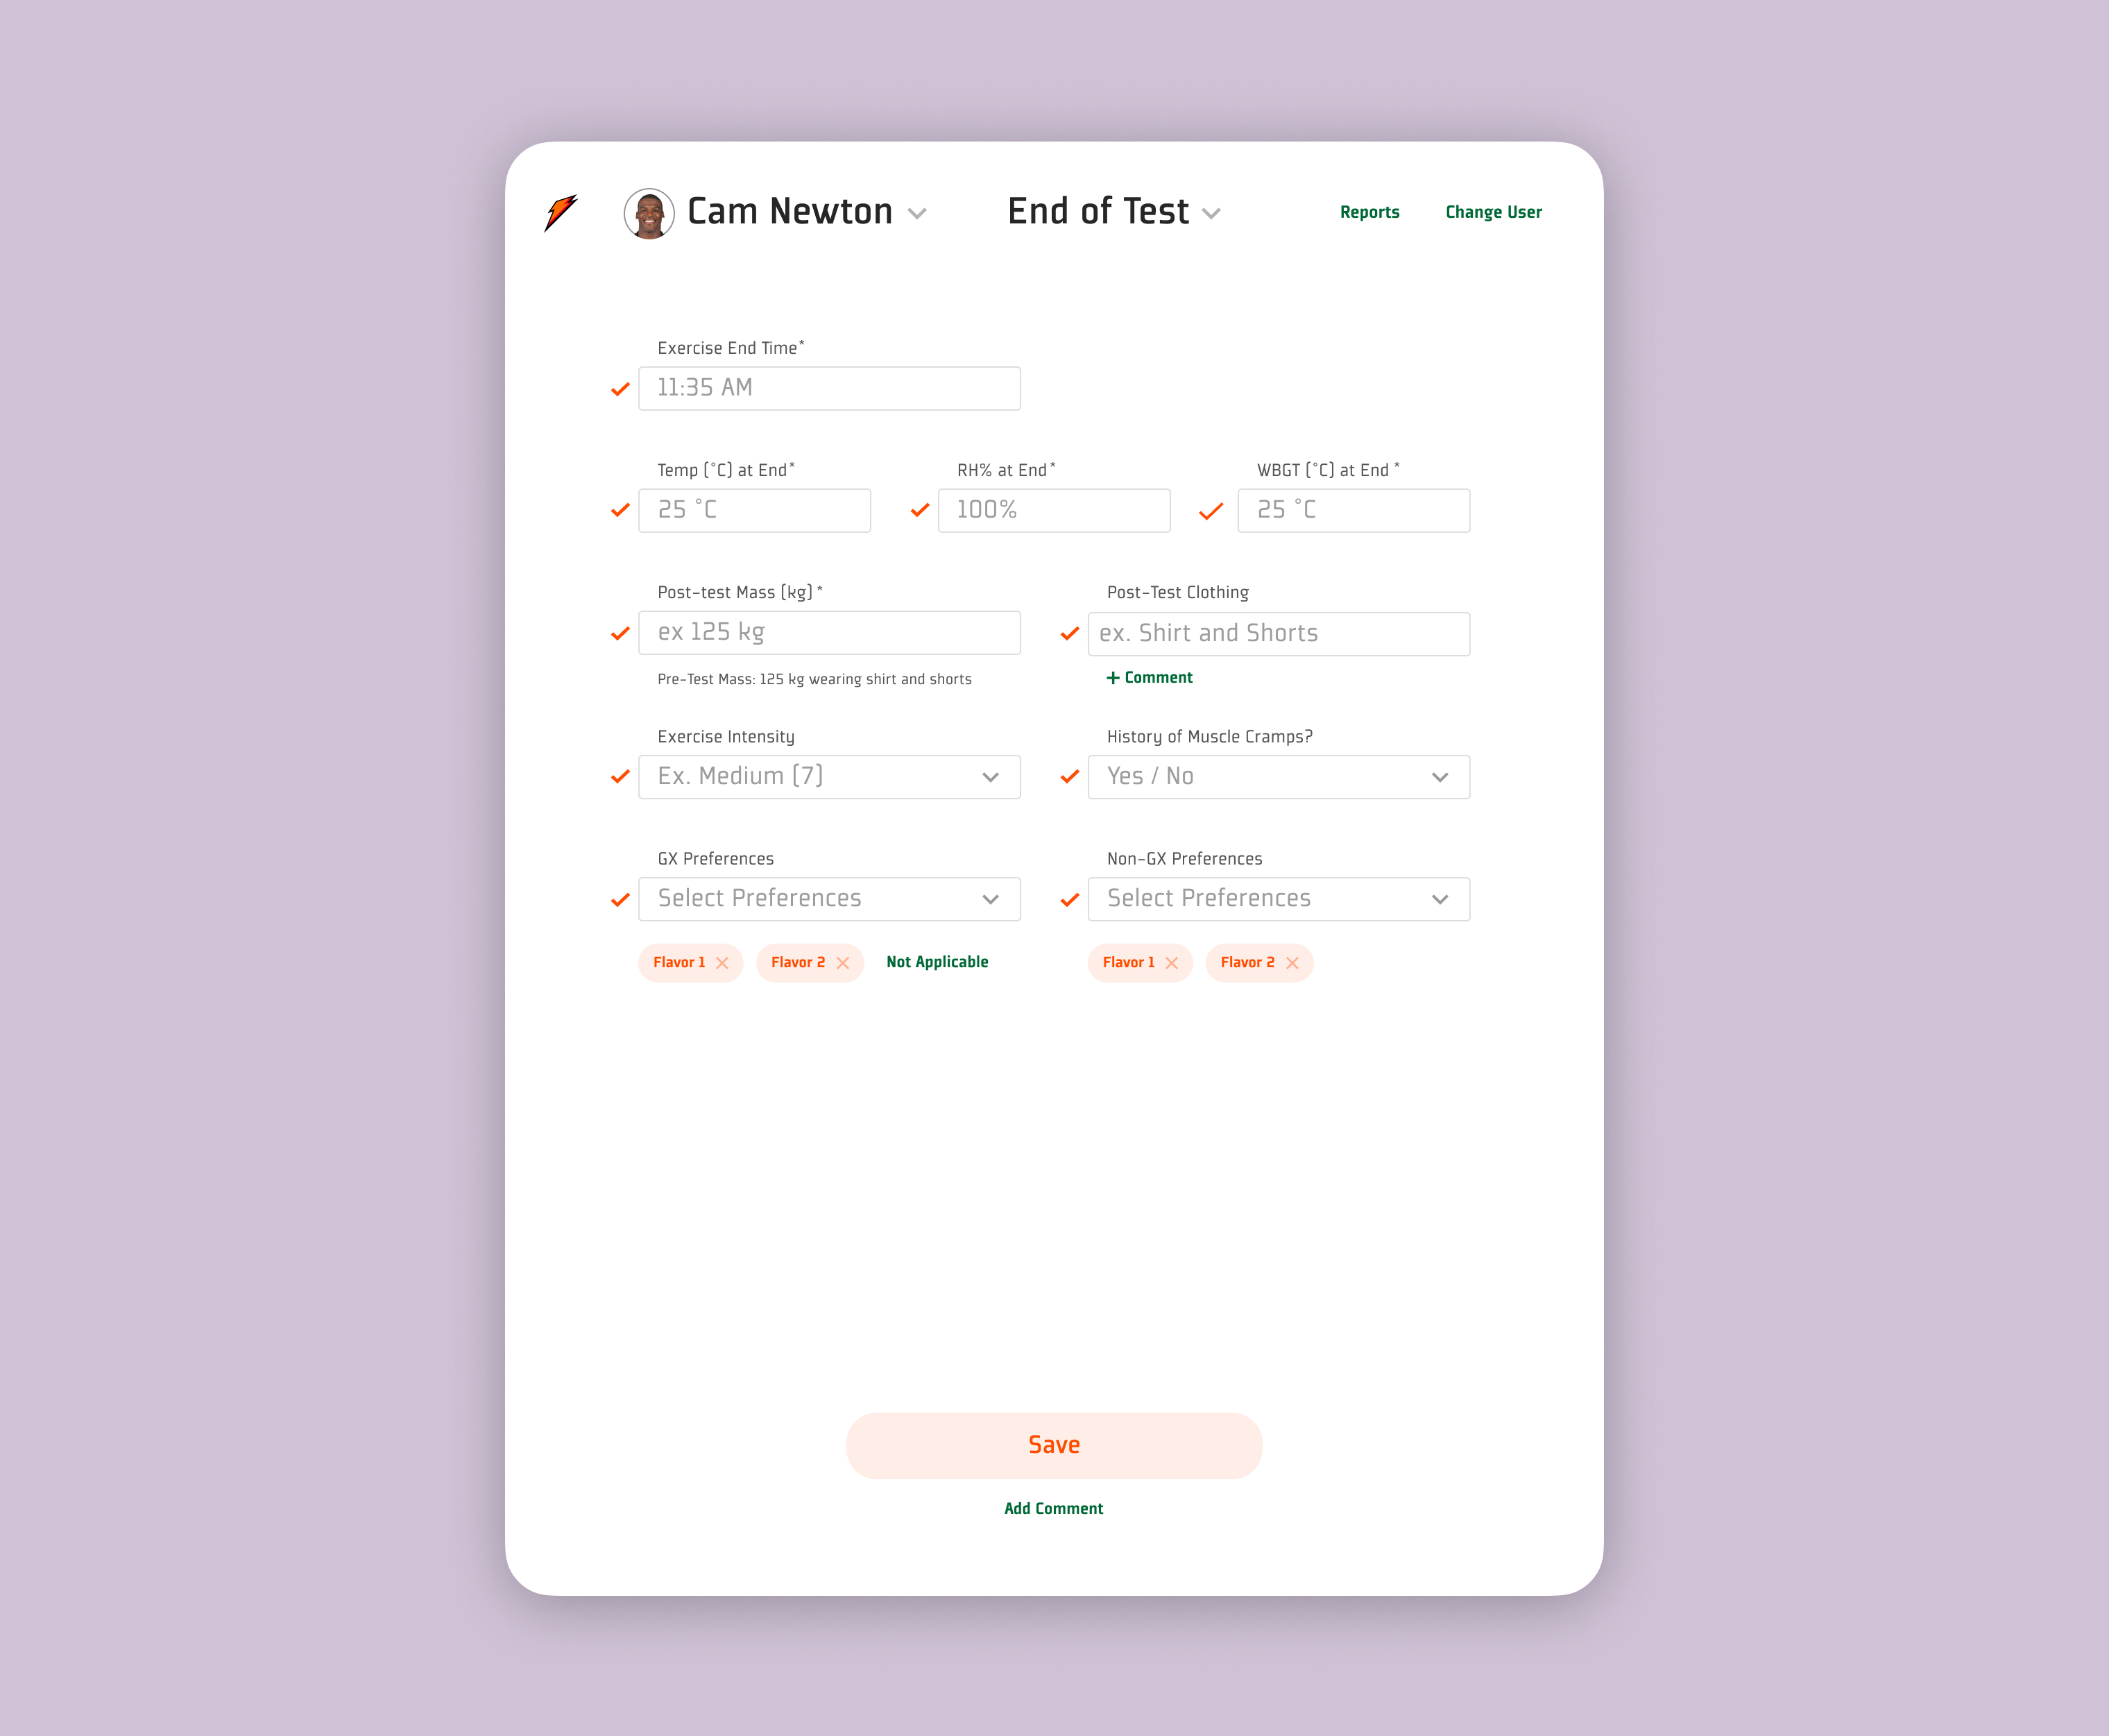 Cam Newton
End of Test
Reports
Change User
Exercise End Time*
11:35 AM
Temp (°C) at End*
RH% at End*
WBGT (°C) at End *
25 °C
100%
25 °C
Post-test Mass (kg) *
Post-Test Clothing
ex 125 kg
ex. Shirt and Shorts
Pre-Test Mass: 125 kg wearing shirt and shorts
+ Comment
Exercise Intensity
History of Muscle Cramps?
Ex. Medium (7)
Yes / No
GX Preferences
Non-GX Preferences
Select Preferences
Select Preferences
Flavor 1
Flavor 2
Not Applicable
Flavor 1
Flavor 2
Save
Add Comment